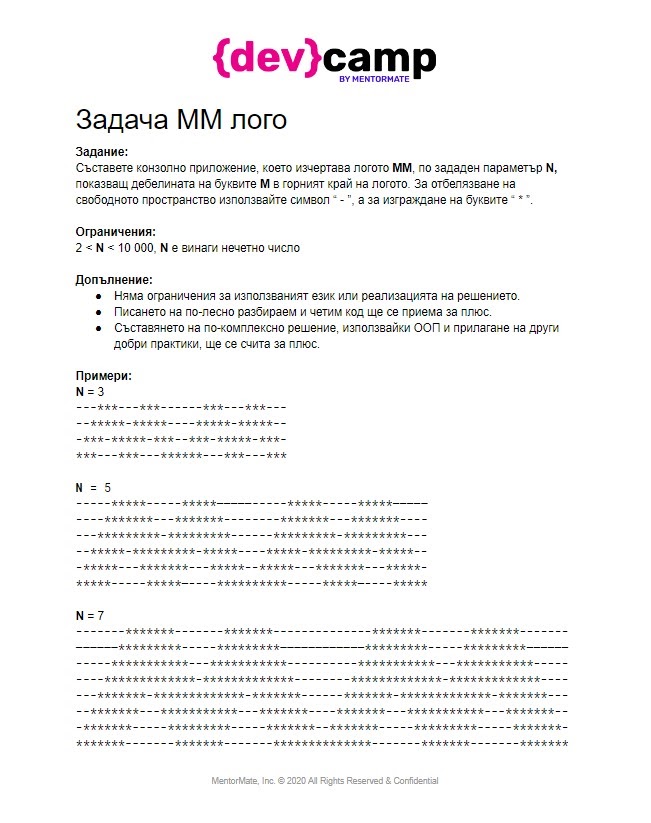 {dev}camp
BY MENTORMATE
Задача ММ лого
Задание:
Съставете конзолно приложение, което изчертава логото ММ, по зададен параметър N,
показващ дебелината на буквите М в горният край на логото. За отбелязване на
свободното пространство използвайте символ “ - ”, а за изграждане на буквите “ * ”.
Ограничения:
2 < N < 10 000, N е винаги нечетно число
Допълнение:
● Няма ограничения за използваният език или реализацията на решението.
● Писането на по-лесно разбираем и четим код ще се приема за плюс.
● Съставянето на по-комплексно решение, използвайки ООП и прилагане на други
добри практики, ще се счита за плюс.
Примери:
N = 3
---***---***------***---***---
--*****-*****----*****-*****--
-***-*****-***--***-*****-***-
***---***---******---***---***
N = 5
-----*****-----*****----------*****-----*****-----
----*******---*******--------*******---*******----
---*********-*********------*********-*********---
--*****-*********-*****----*****-*********-*****--
-*****---*******---*****--*****---*******---*****-
*****-----*****-----**********-----*****-----*****
N = 7
-------*******-------*******--------------*******-------*******-------
------*********-----*********------------*********-----*********------
-----***********---***********----------***********---***********-----
----*************-*************--------*************-*************----
---*******-*************-*******------*******-*************-*******---
--*******---***********---*******----*******---***********---*******--
-*******-----*********-----*******--*******-----*********-----*******-
*******-------*******-------**************-------*******-------*******
MentorMate, Inc. © 2020 All Rights Reserved & Confidential